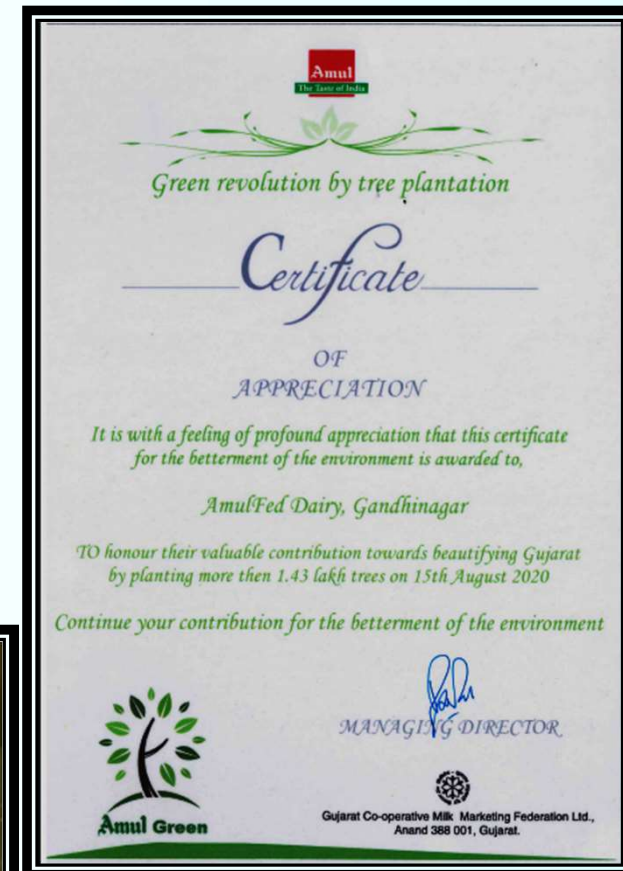 Amul
The Taste of India
Green revolution by tree plantation
Certificate
OF
APPRECIATION
It is with a feeling of profound appreciation that this certificate
for the betterment of the environment is awarded to,
AmulFed Dairy, Gandhinagar
TO honour their valuable contribution towards beautifying Gujarat
by planting more then 1.43 lakh trees on 15th August 2020
Continue your contribution for the betterment of the environment
MANAGING DIRECTOR
Amul Green
Gujarat Co-operative Milk Marketing Federation Ltd.,
Anand 388 001, Gujarat.